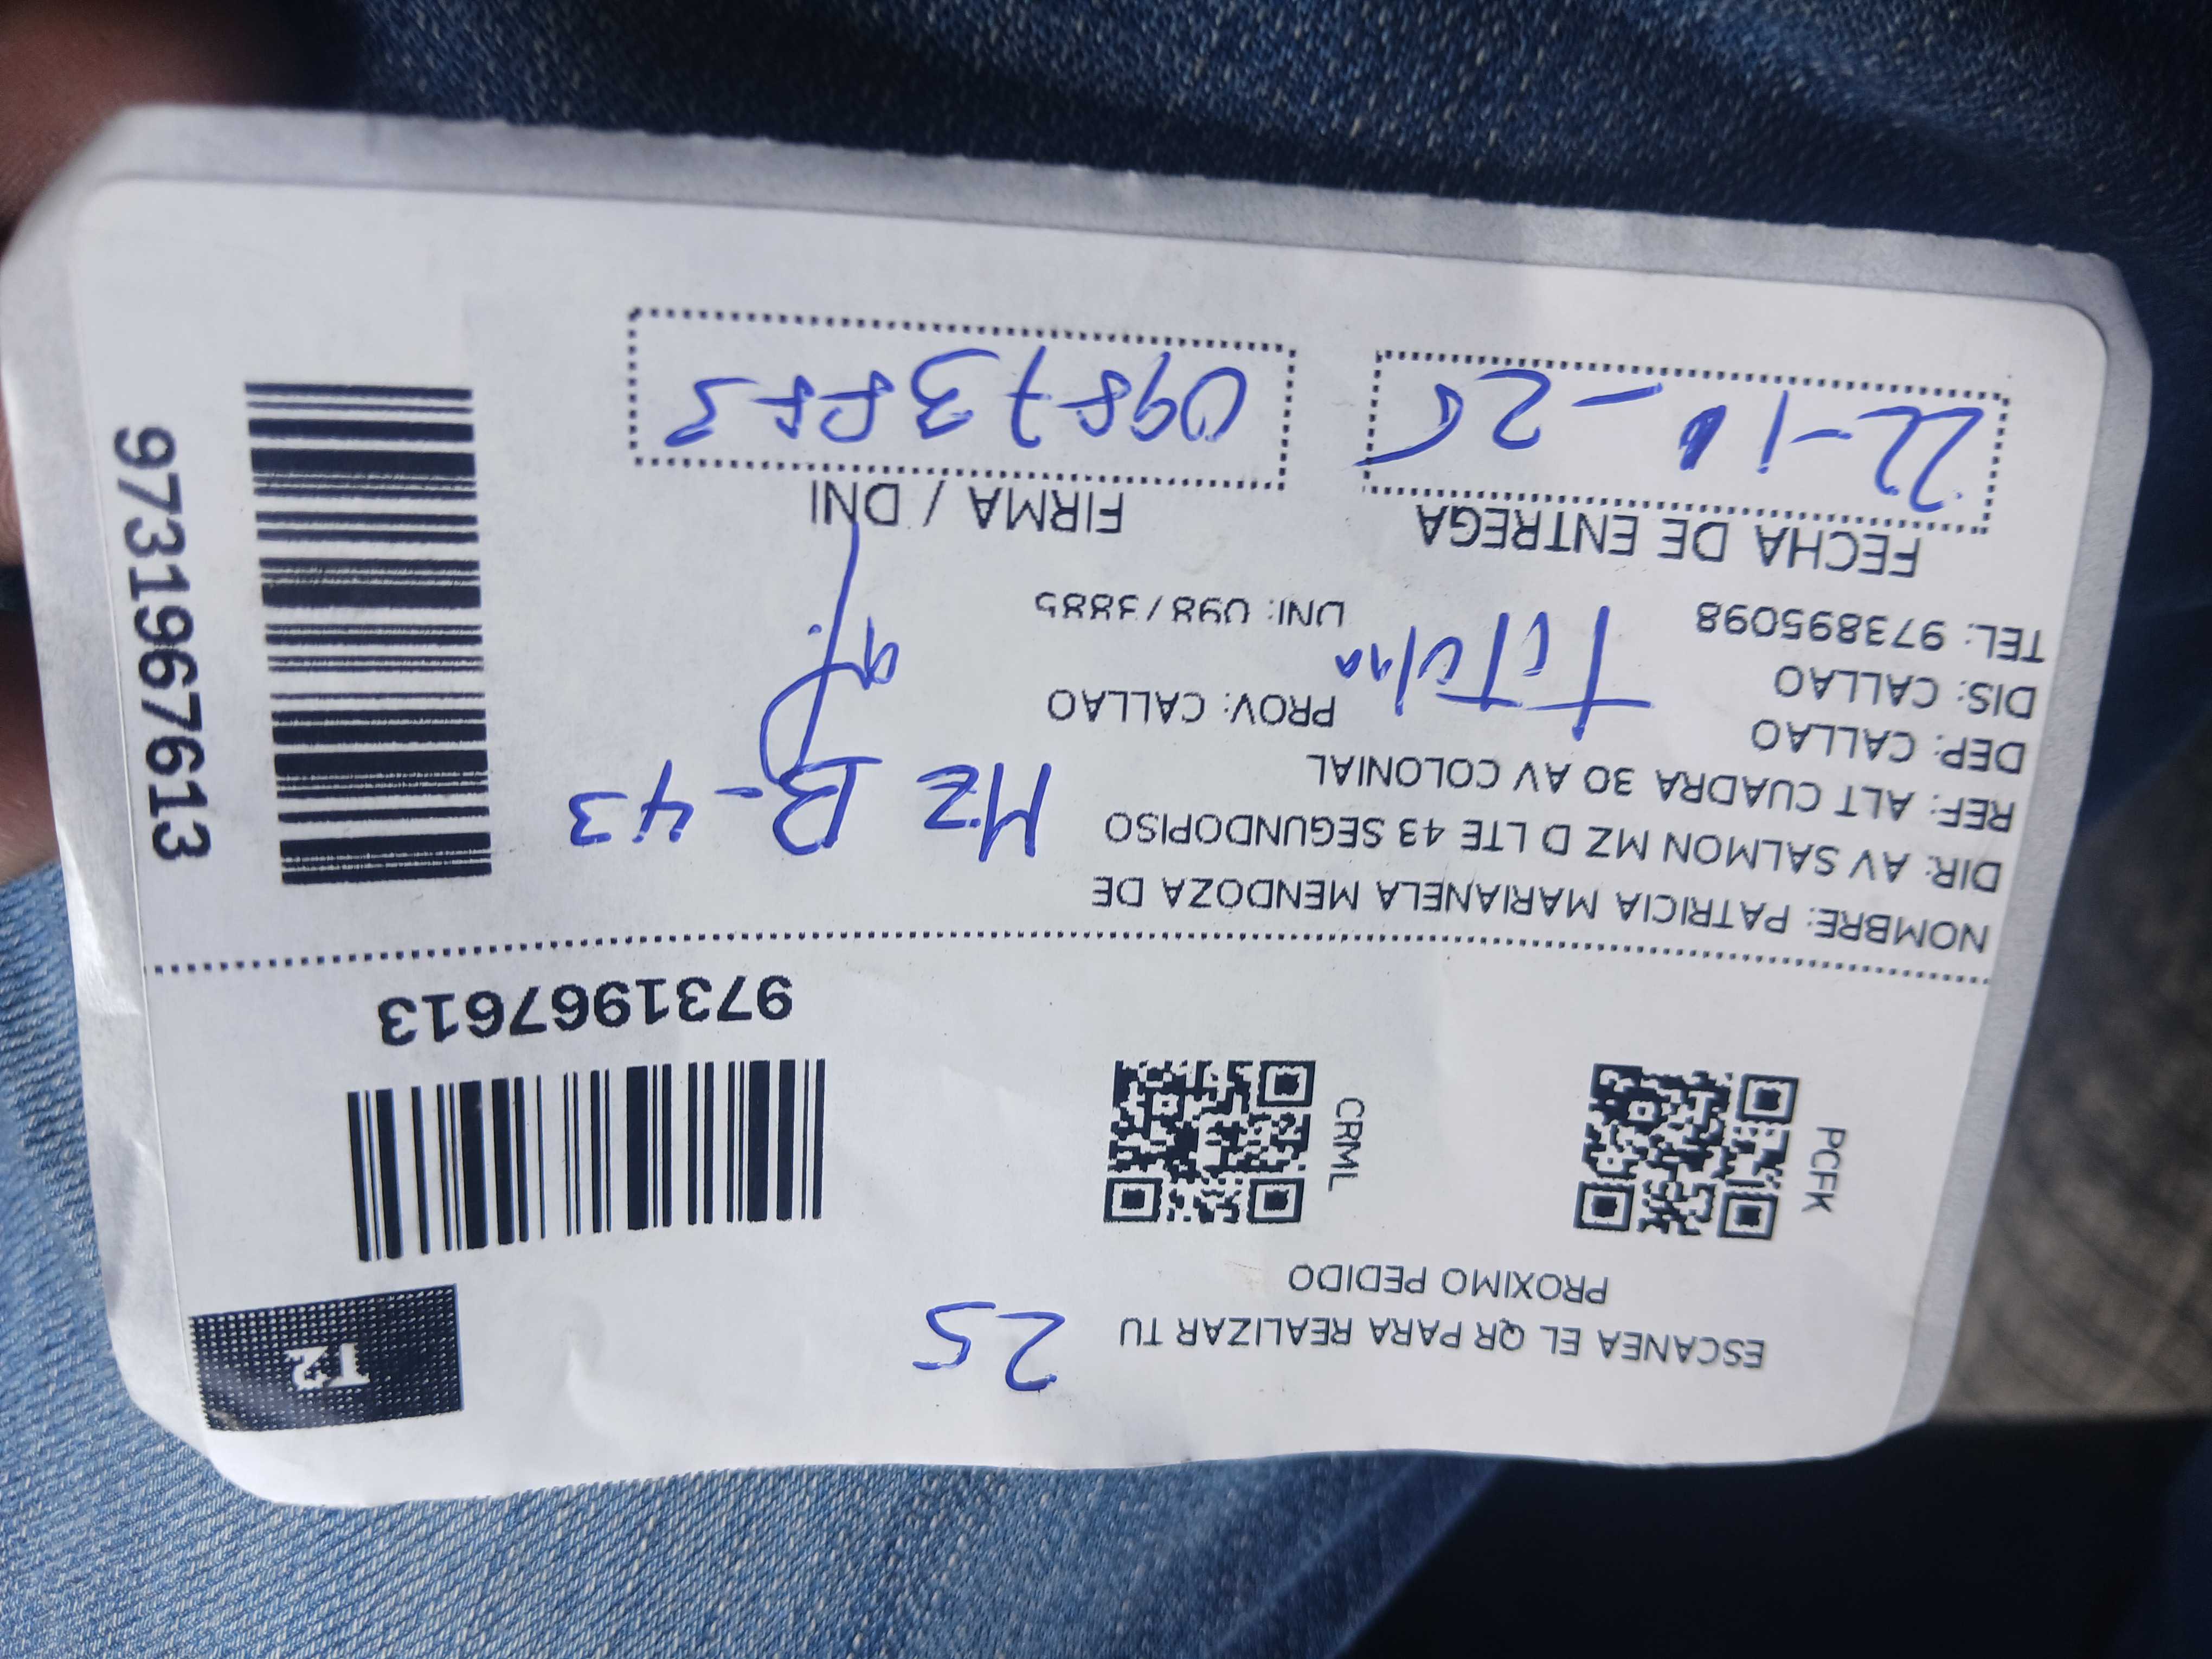 ESCANEA EL QR PARA REALIZAR TU
PROXIMO PEDIDO
25
T2
PCFK
CRML
9731967613
NOMBRE: PATRICIA MARIANELA MENDOZA DE
DIR: AV SALMON MZ D LTE 43 SEGUNDOPISO
MZ B-43
REF: ALT CUADRA 30 AV COLONIAL
DEP: CALLAO PROV: CALLAO
DIS: CALLAO
TEL: 973895098 DNI: 09873885
FECHA DE ENTREGA FIRMA / DNI
22-10-25 09873885
9731967613